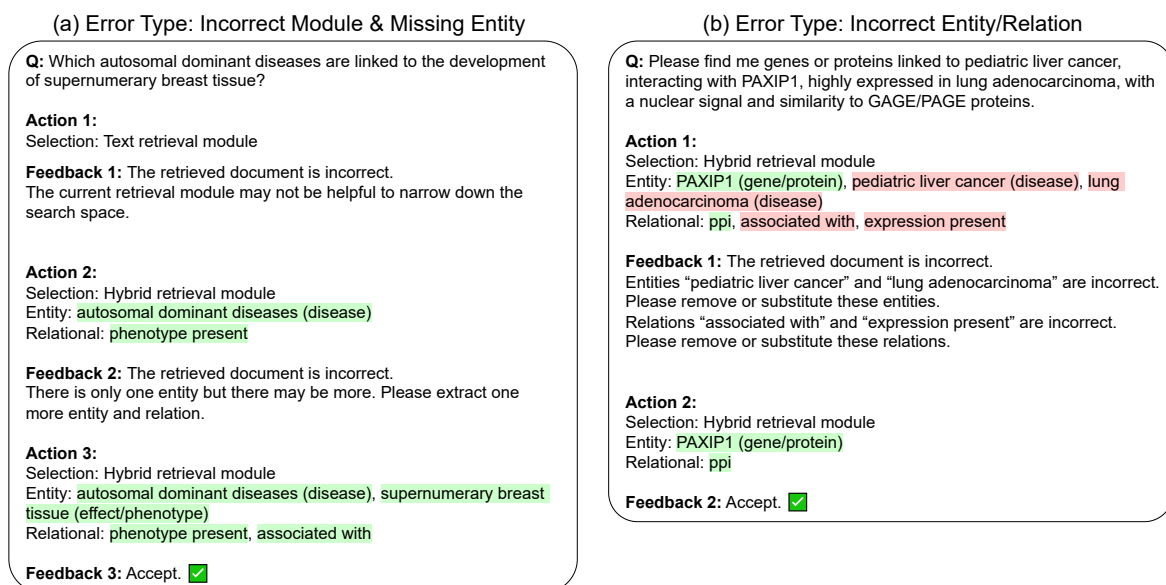 (a) Error Type: Incorrect Module & Missing Entity
Q: Which autosomal dominant diseases are linked to the development
of supernumerary breast tissue?
Action 1:
Selection: Text retrieval module
Feedback 1: The retrieved document is incorrect.
The current retrieval module may not be helpful to narrow down the
search space.
Action 2:
Selection: Hybrid retrieval module
Entity: autosomal dominant diseases (disease)
Relational: phenotype present
Feedback 2: The retrieved document is incorrect.
There is only one entity but there may be more. Please extract one
more entity and relation.
Action 3:
Selection: Hybrid retrieval module
Entity: autosomal dominant diseases (disease), supernumerary breast
tissue (effect/phenotype)
Relational: phenotype present, associated with
Feedback 3: Accept. ✅
(b) Error Type: Incorrect Entity/Relation
Q: Please find me genes or proteins linked to pediatric liver cancer,
interacting with PAXIP1, highly expressed in lung adenocarcinoma, with
a nuclear signal and similarity to GAGE/PAGE proteins.
Action 1:
Selection: Hybrid retrieval module
Entity: PAXIP1 (gene/protein), pediatric liver cancer (disease), lung
adenocarcinoma (disease)
Relational: ppi, associated with, expression present
Feedback 1: The retrieved document is incorrect.
Entities “pediatric liver cancer” and “lung adenocarcinoma” are incorrect.
Please remove or substitute these entities.
Relations “associated with” and “expression present” are incorrect.
Please remove or substitute these relations.
Action 2:
Selection: Hybrid retrieval module
Entity: PAXIP1 (gene/protein)
Relational: ppi
Feedback 2: Accept. ✅